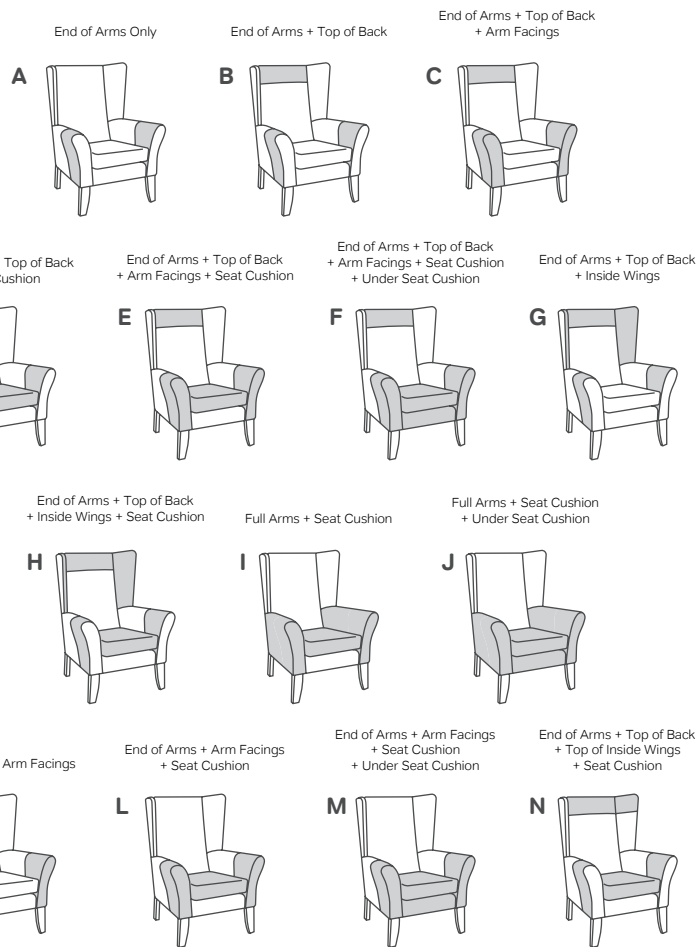 End of Arms Only
End of Arms + Top of Back
End of Arms + Top of Back
+ Arm Facings
A
B
C
Top of Back
End of Arms + Top of Back
+ Arm Facings + Seat Cushion
End of Arms + Top of Back
+ Arm Facings + Seat Cushion
+ Under Seat Cushion
End of Arms + Top of Back
+ Inside Wings
E
F
G
End of Arms + Top of Back
+ Inside Wings + Seat Cushion
Full Arms + Seat Cushion
Full Arms + Seat Cushion
+ Under Seat Cushion
H
I
J
Arm Facings
End of Arms + Arm Facings
+ Seat Cushion
End of Arms + Arm Facings
+ Seat Cushion
+ Under Seat Cushion
End of Arms + Top of Back
+ Top of Inside Wings
+ Seat Cushion
L
M
N